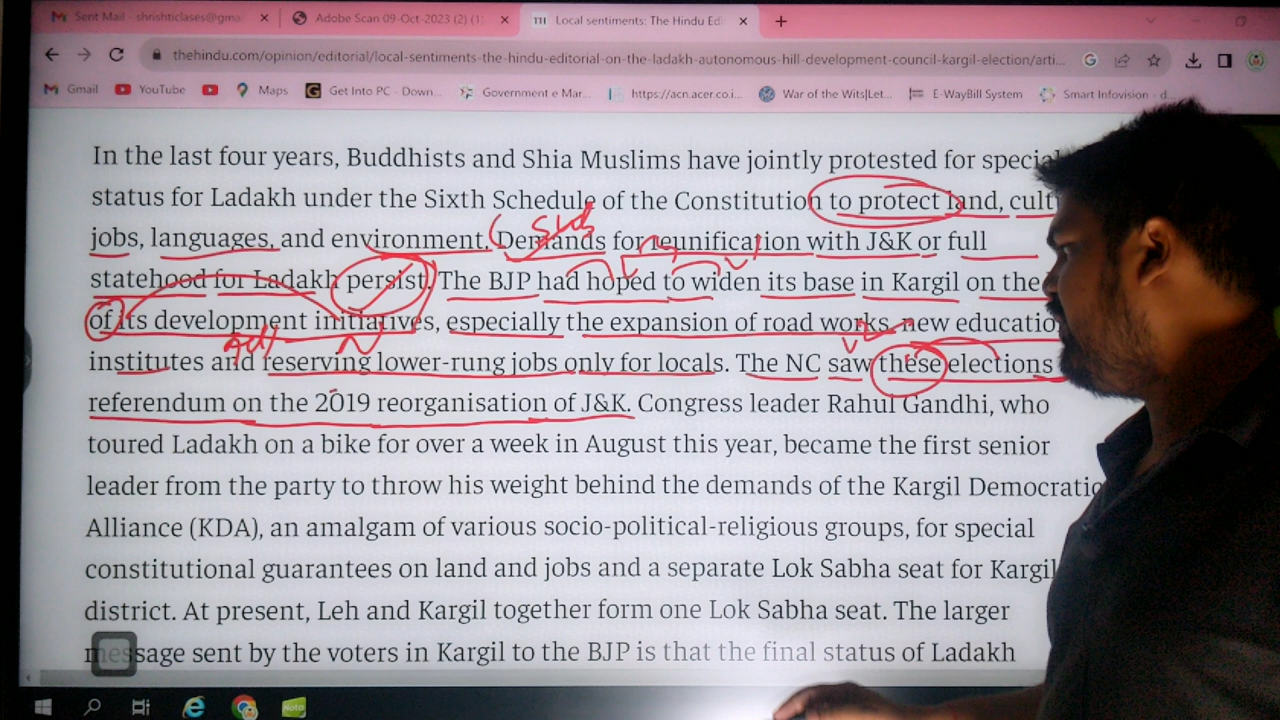 Sent Mail - shrishticlases@gma
Adobe Scan 09-Oct-2023 (2) (1)
TH Local sentiments: The Hindu Ed
thehindu.com/opinion/editorial/local-sentiments-the-hindu-editorial-on-the-ladakh-autonomous-hill-development-council-kargil-election/arti...
Gmail YouTube Maps Get Into PC - Down... Government e Mar... https://acn.acer.co.i... War of the Wits|Let... E-WayBill System Smart Infovision - d...
In the last four years, Buddhists and Shia Muslims have jointly protested for special
status for Ladakh under the Sixth Schedule of the Constitution to protect land, cult
jobs, languages, and environment. Demands for reunification with J&K or full
statehood for Ladakh persist. The BJP had hoped to widen its base in Kargil on the
of its development initiatives, especially the expansion of road works, new educatio
institutes and reserving lower-rung jobs only for locals. The NC saw these elections
referendum on the 2019 reorganisation of J&K. Congress leader Rahul Gandhi, who
toured Ladakh on a bike for over a week in August this year, became the first senior
leader from the party to throw his weight behind the demands of the Kargil Democratic
Alliance (KDA), an amalgam of various socio-political-religious groups, for special
constitutional guarantees on land and jobs and a separate Lok Sabha seat for Kargil
district. At present, Leh and Kargil together form one Lok Sabha seat. The larger
message sent by the voters in Kargil to the BJP is that the final status of Ladakh
Note